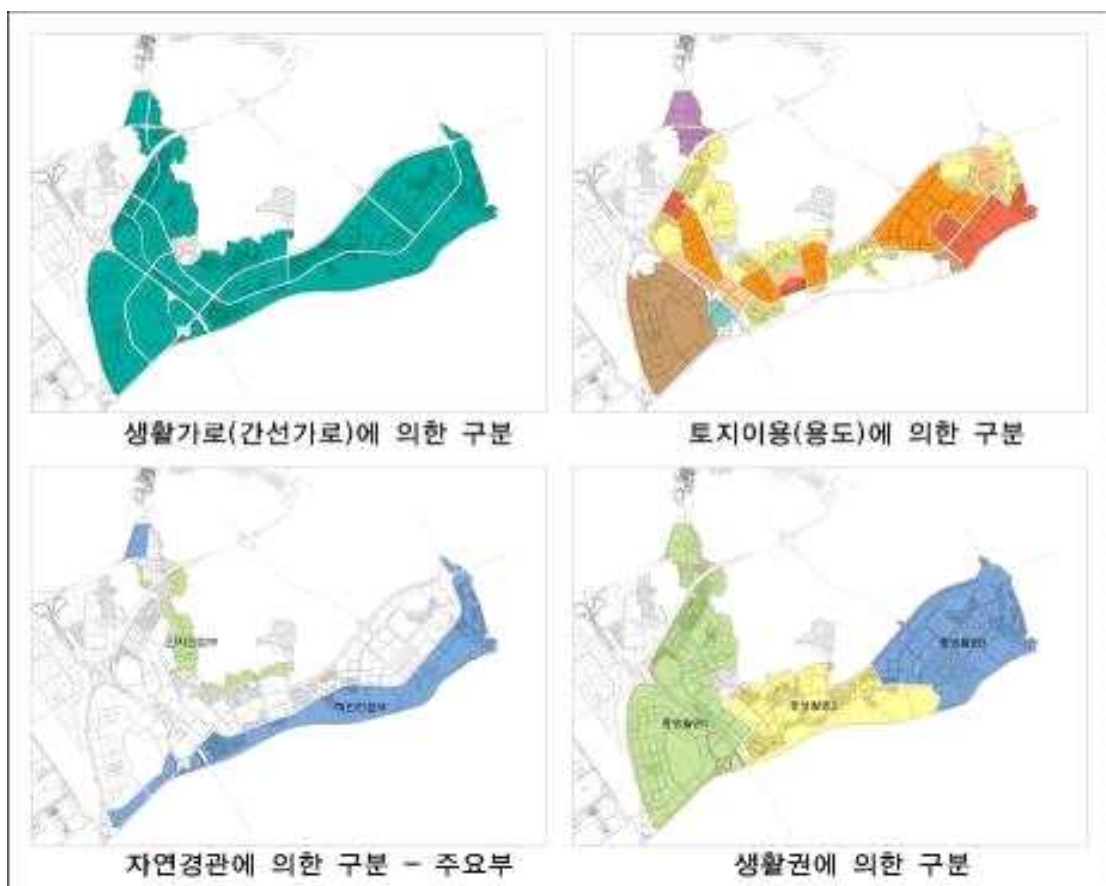 생활가로(간선가로)에 의한 구분
토지이용(용도)에 의한 구분
자연경관에 의한 구분 - 주요부
생활권에 의한 구분